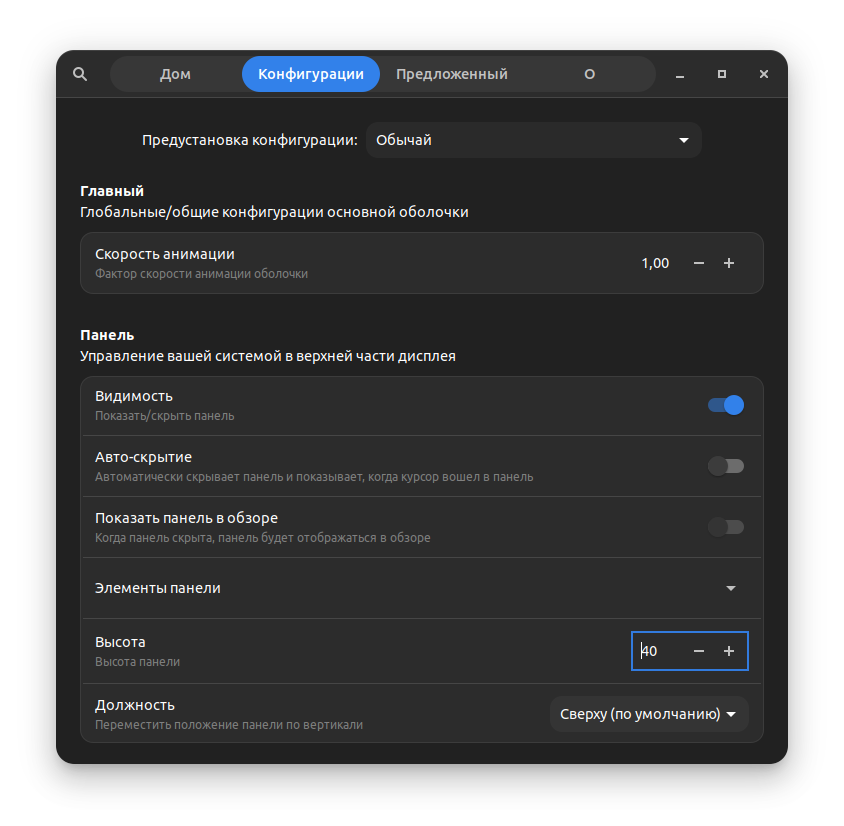 Дом
Конфигурации
Предложенный
О
Предустановка конфигурации:
Обычай
Главный
Глобальные/общие конфигурации основной оболочки
Скорость анимации
1,00
Фактор скорости анимации оболочки
Панель
Управление вашей системой в верхней части дисплея
Видимость
Показать/скрыть панель
Авто-скрытие
Автоматически скрывает панель и показывает, когда курсор вошел в панель
Показать панель в обзоре
Когда панель скрыта, панель будет отображаться в обзоре
Элементы панели
Высота
40
Высота панели
Должность
Сверху (по умолчанию)
Переместить положение панели по вертикали